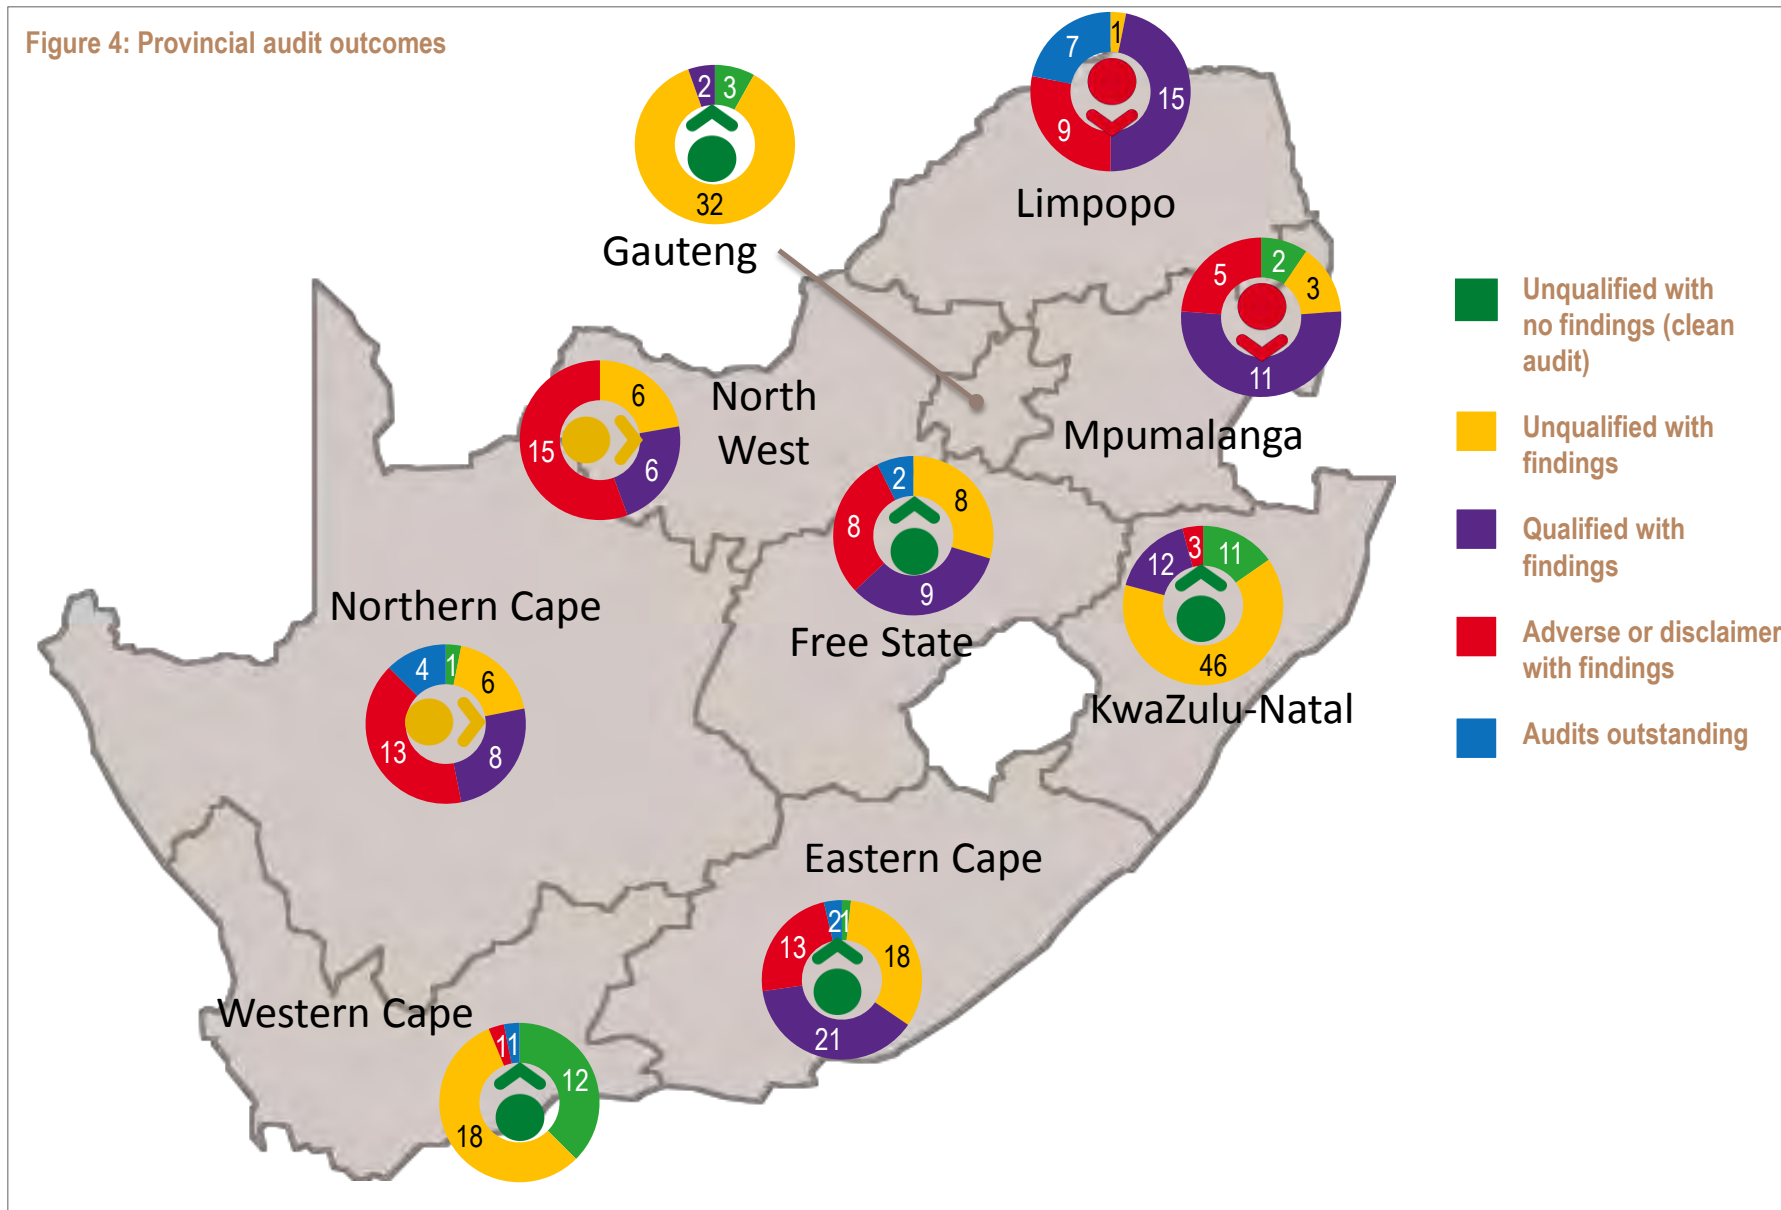 Figure 4: Provincial audit outcomes
1
7
15
9
Limpopo
2
3
32
Gauteng
5
2
3
11
Mpumalanga
6
15
6
North
West
2
8
8
9
Free State
3
11
12
46
KwaZulu-Natal
Northern Cape
4
1
6
13
8
Eastern Cape
2
1
13
18
21
Western Cape
1
1
12
18
Unqualified with
no findings (clean
audit)
Unqualified with
findings
Qualified with
findings
Adverse or disclaimer
with findings
Audits outstanding